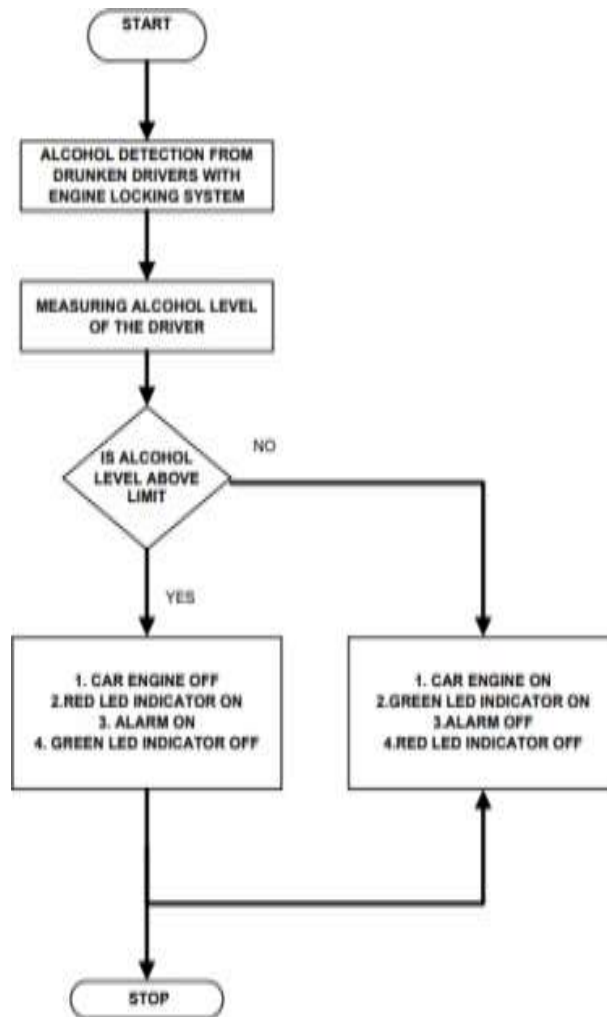 START
ALCOHOL DETECTION FROM
DRUNKEN DRIVERS WITH
ENGINE LOCKING SYSTEM
MEASURING ALCOHOL LEVEL
OF THE DRIVER
IS ALCOHOL
LEVEL ABOVE
LIMIT
NO
YES
1. CAR ENGINE OFF
2.RED LED INDICATOR ON
3. ALARM ON
4. GREEN LED INDICATOR OFF
1. CAR ENGINE ON
2.GREEN LED INDICATOR ON
3.ALARM OFF
4.RED LED INDICATOR OFF
STOP